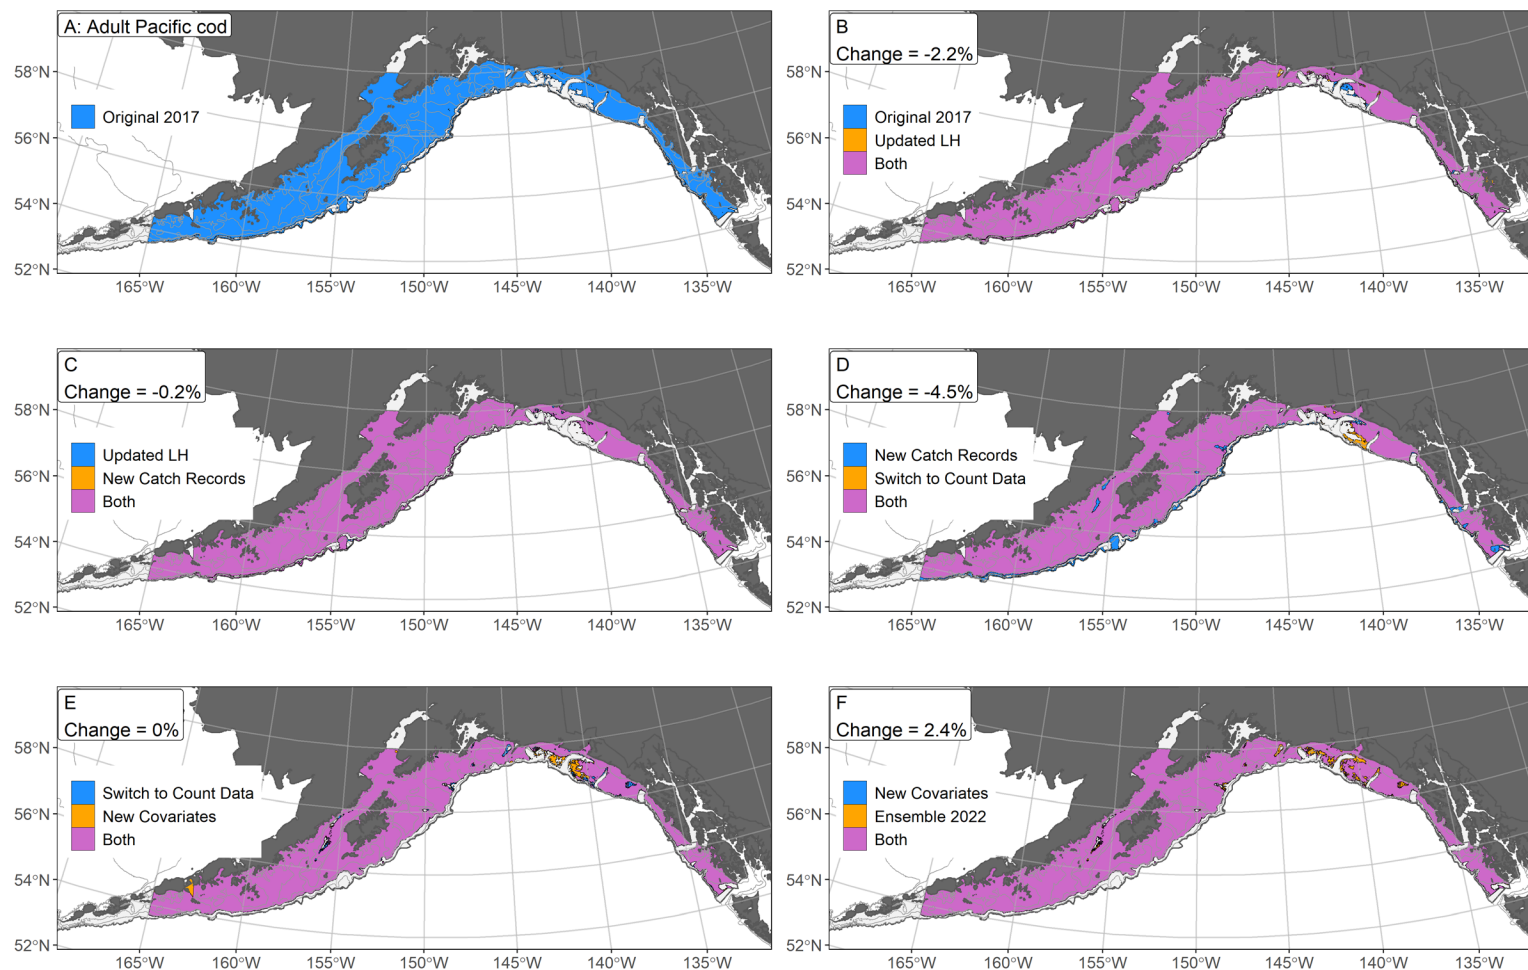 A: Adult Pacific cod
58°N
56°N
54°N
52°N
Original 2017
165°W 160°W 155°W 150°W 145°W 140°W 135°W
B
Change = -2.2%
58°N
56°N
54°N
52°N
Original 2017
Updated LH
Both
165°W 160°W 155°W 150°W 145°W 140°W 135°W
C
Change = -0.2%
58°N
56°N
54°N
52°N
Updated LH
New Catch Records
Both
165°W 160°W 155°W 150°W 145°W 140°W 135°W
D
Change = -4.5%
58°N
56°N
54°N
52°N
New Catch Records
Switch to Count Data
Both
165°W 160°W 155°W 150°W 145°W 140°W 135°W
E
Change = 0%
58°N
56°N
54°N
52°N
Switch to Count Data
New Covariates
Both
165°W 160°W 155°W 150°W 145°W 140°W 135°W
F
Change = 2.4%
58°N
56°N
54°N
52°N
New Covariates
Ensemble 2022
Both
165°W 160°W 155°W 150°W 145°W 140°W 135°W